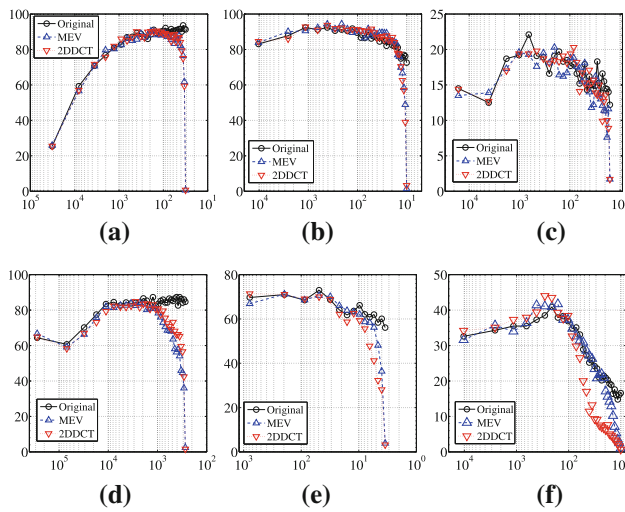 100
80
60
40
20
0
Original
MEV
2DDCT
10^5 10^4 10^3 10^2 10^1
(a)
100
80
60
40
20
0
Original
MEV
2DDCT
10^4 10^3 10^2 10^1
(b)
25
20
15
10
5
0
Original
MEV
2DDCT
10^4 10^3 10^2 10^1
(c)
100
80
60
40
20
0
Original
MEV
2DDCT
10^5 10^4 10^3 10^2
(d)
80
60
40
20
0
Original
MEV
2DDCT
10^3 10^2 10^1 10^0
(e)
50
40
30
20
10
0
Original
MEV
2DDCT
10^4 10^3 10^2 10^1
(f)